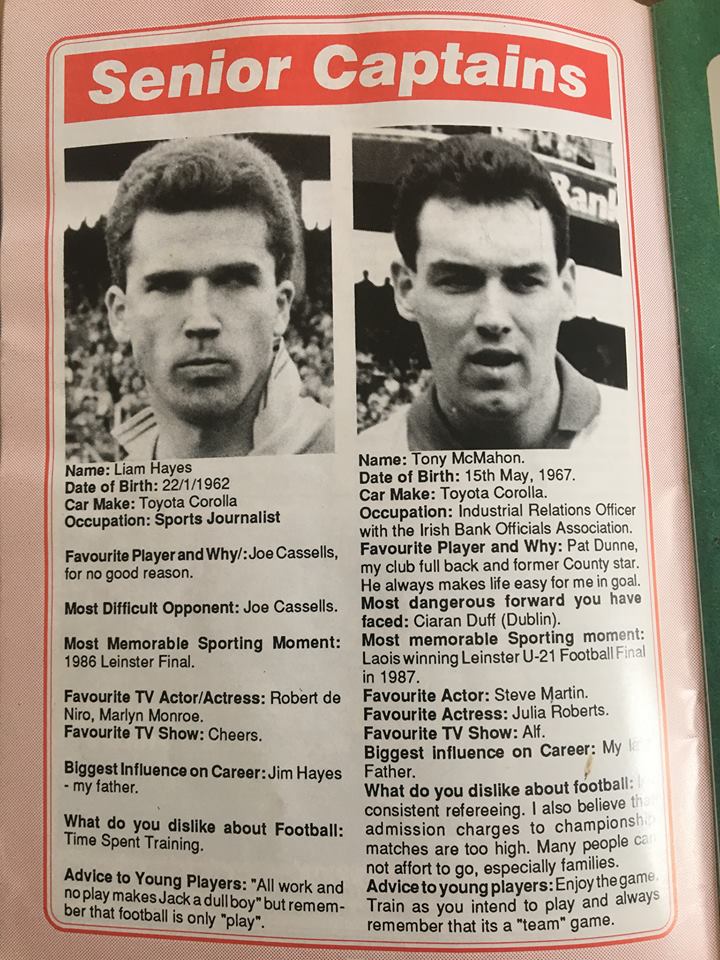 Senior Captains
Bank
Name: Liam Hayes
Date of Birth: 22/1/1962
Car Make: Toyota Corolla
Occupation: Sports Journalist
Favourite Player and Why/: Joe Cassells,
for no good reason.
Most Difficult Opponent: Joe Cassells.
Most Memorable Sporting Moment:
1986 Leinster Final.
Favourite TV Actor/Actress: Robert de
Niro, Marlyn Monroe.
Favourite TV Show: Cheers.
Biggest Influence on Career: Jim Hayes
- my father.
What do you dislike about Football:
Time Spent Training.
Advice to Young Players: "All work and
no play makes Jack a dull boy" but remem-
ber that football is only "play".
Name: Tony McMahon.
Date of Birth: 15th May, 1967.
Car Make: Toyota Corolla.
Occupation: Industrial Relations Officer
with the Irish Bank Officials Association.
Favourite Player and Why: Pat Dunne,
my club full back and former County star.
He always makes life easy for me in goal.
Most dangerous forward you have
faced: Ciaran Duff (Dublin).
Most memorable Sporting moment:
Laois winning Leinster U-21 Football Final
in 1987.
Favourite Actor: Steve Martin.
Favourite Actress: Julia Roberts.
Favourite TV Show: Alf.
Biggest influence on Career: My
Father.
What do you dislike about football:
consistent refereeing. I also believe that
admission charges to championship
matches are too high. Many people can
not affort to go, especially families.
Advice to young players: Enjoy the game.
Train as you intend to play and always
remember that its a "team" game.